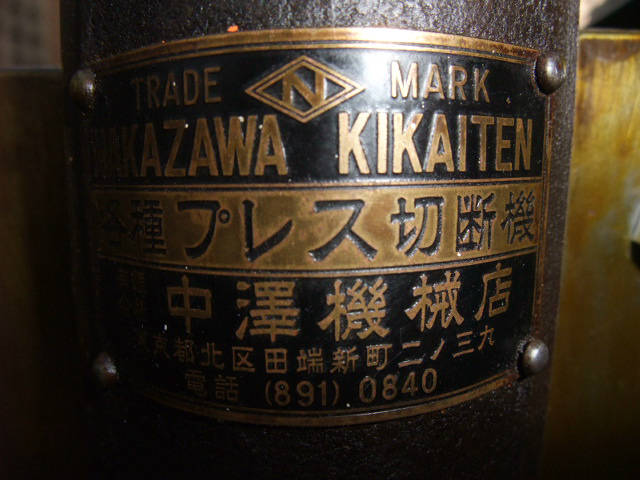 TRADE N MARK
NAKAZAWA KIKAITEN
各種プレス切断機
中澤機械店
東京都北区田端新町二ノ三九
電話 (891) 0840